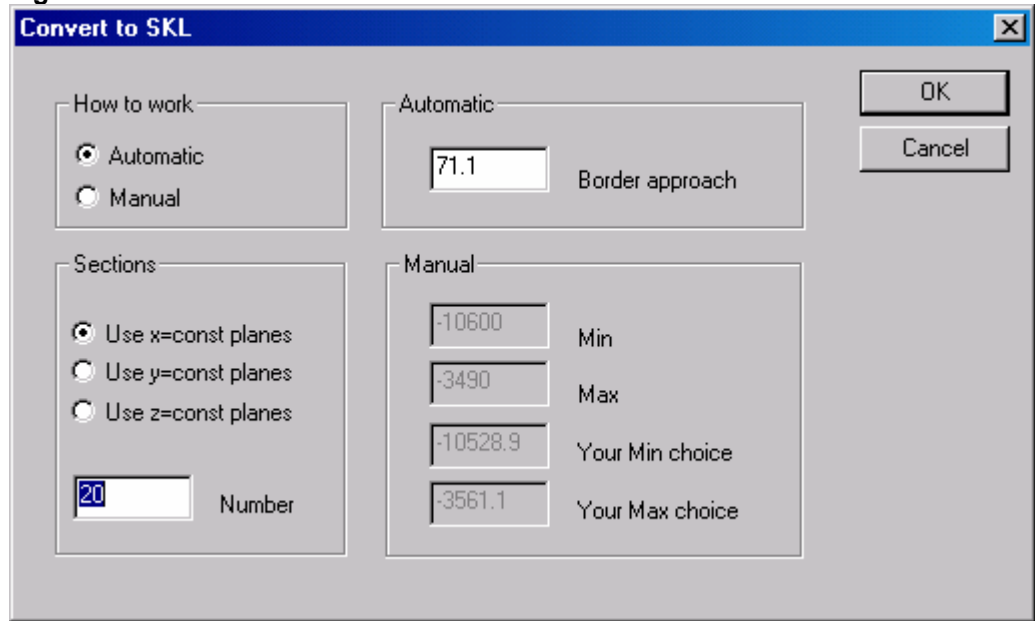 Convert to SKL
How to work
Automatic
Manual
Automatic
71.1
Border approach
OK
Cancel
Sections
Use x=const planes
Use y=const planes
Use z=const planes
20
Number
Manual
-10600
Min
-3490
Max
-10528.9
Your Min choice
-3561.1
Your Max choice